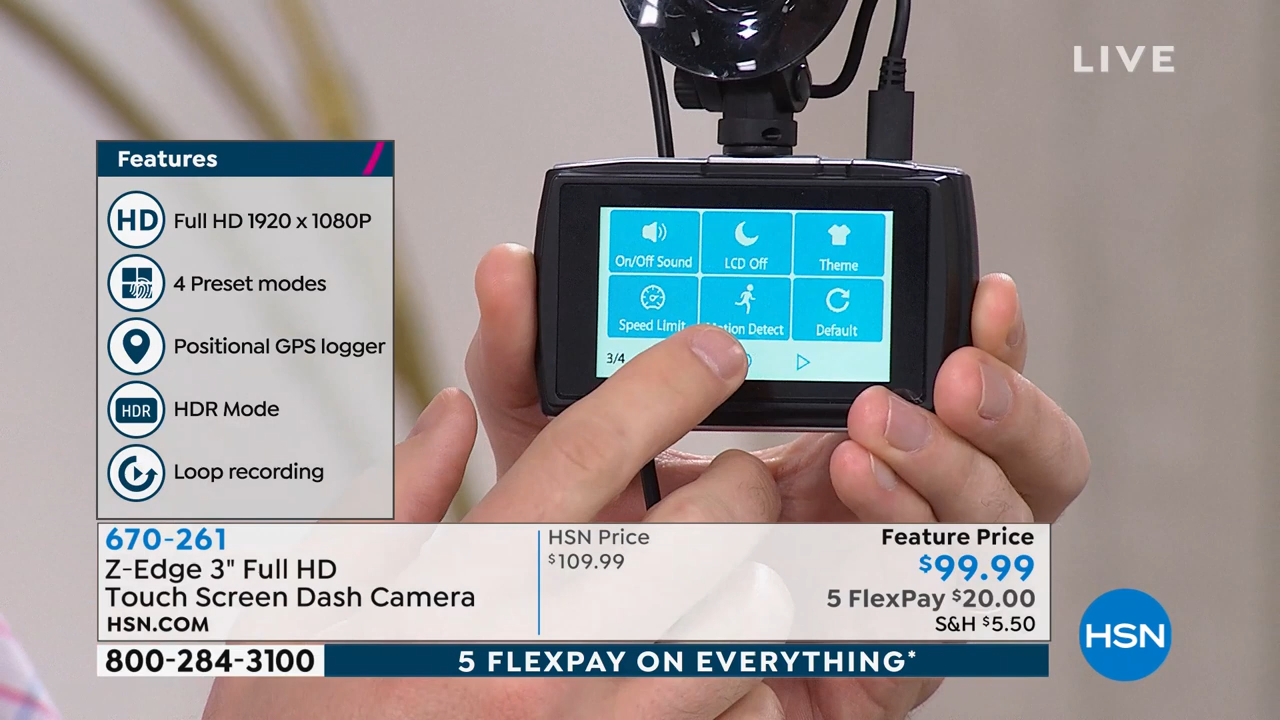 LIVE
Features
HD Full HD 1920 x 1080P
4 Preset modes
Positional GPS logger
HDR HDR Mode
Loop recording
On/Off Sound LCD Off Theme
Speed Limit Detect Default
3/4
670-261
Z-Edge 3" Full HD
Touch Screen Dash Camera
HSN.COM
HSN Price
$109.99
Feature Price
$99.99
5 FlexPay $20.00
S&H $5.50
HSN
800-284-3100 5 FLEXPAY ON EVERYTHING*